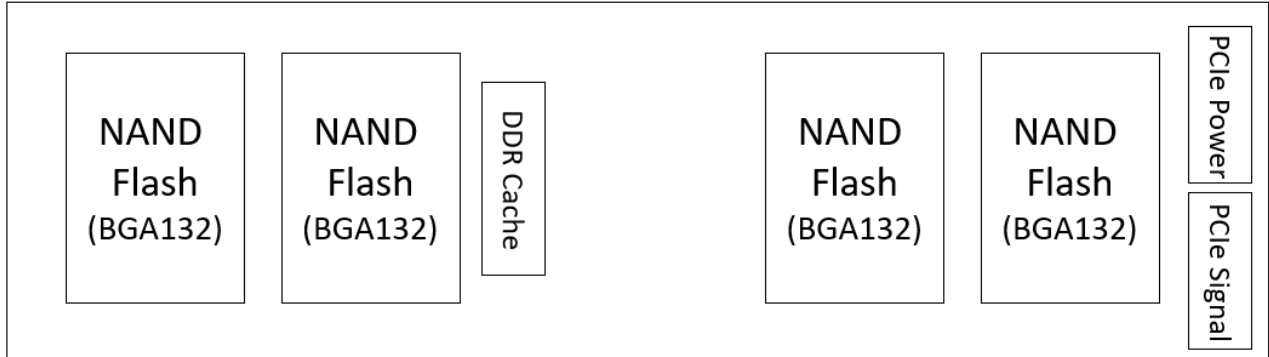 NAND
Flash
(BGA132)
NAND
Flash
(BGA132)
DDR Cache
NAND
Flash
(BGA132)
NAND
Flash
(BGA132)
PCIe Power
PCIe Signal